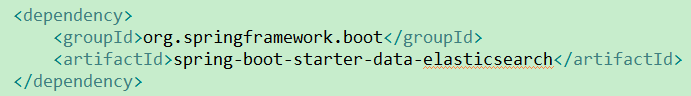 <dependency>
    <groupId>org.springframework.boot</groupId>
    <artifactId>spring-boot-starter-data-elasticsearch</artifactId>
</dependency>